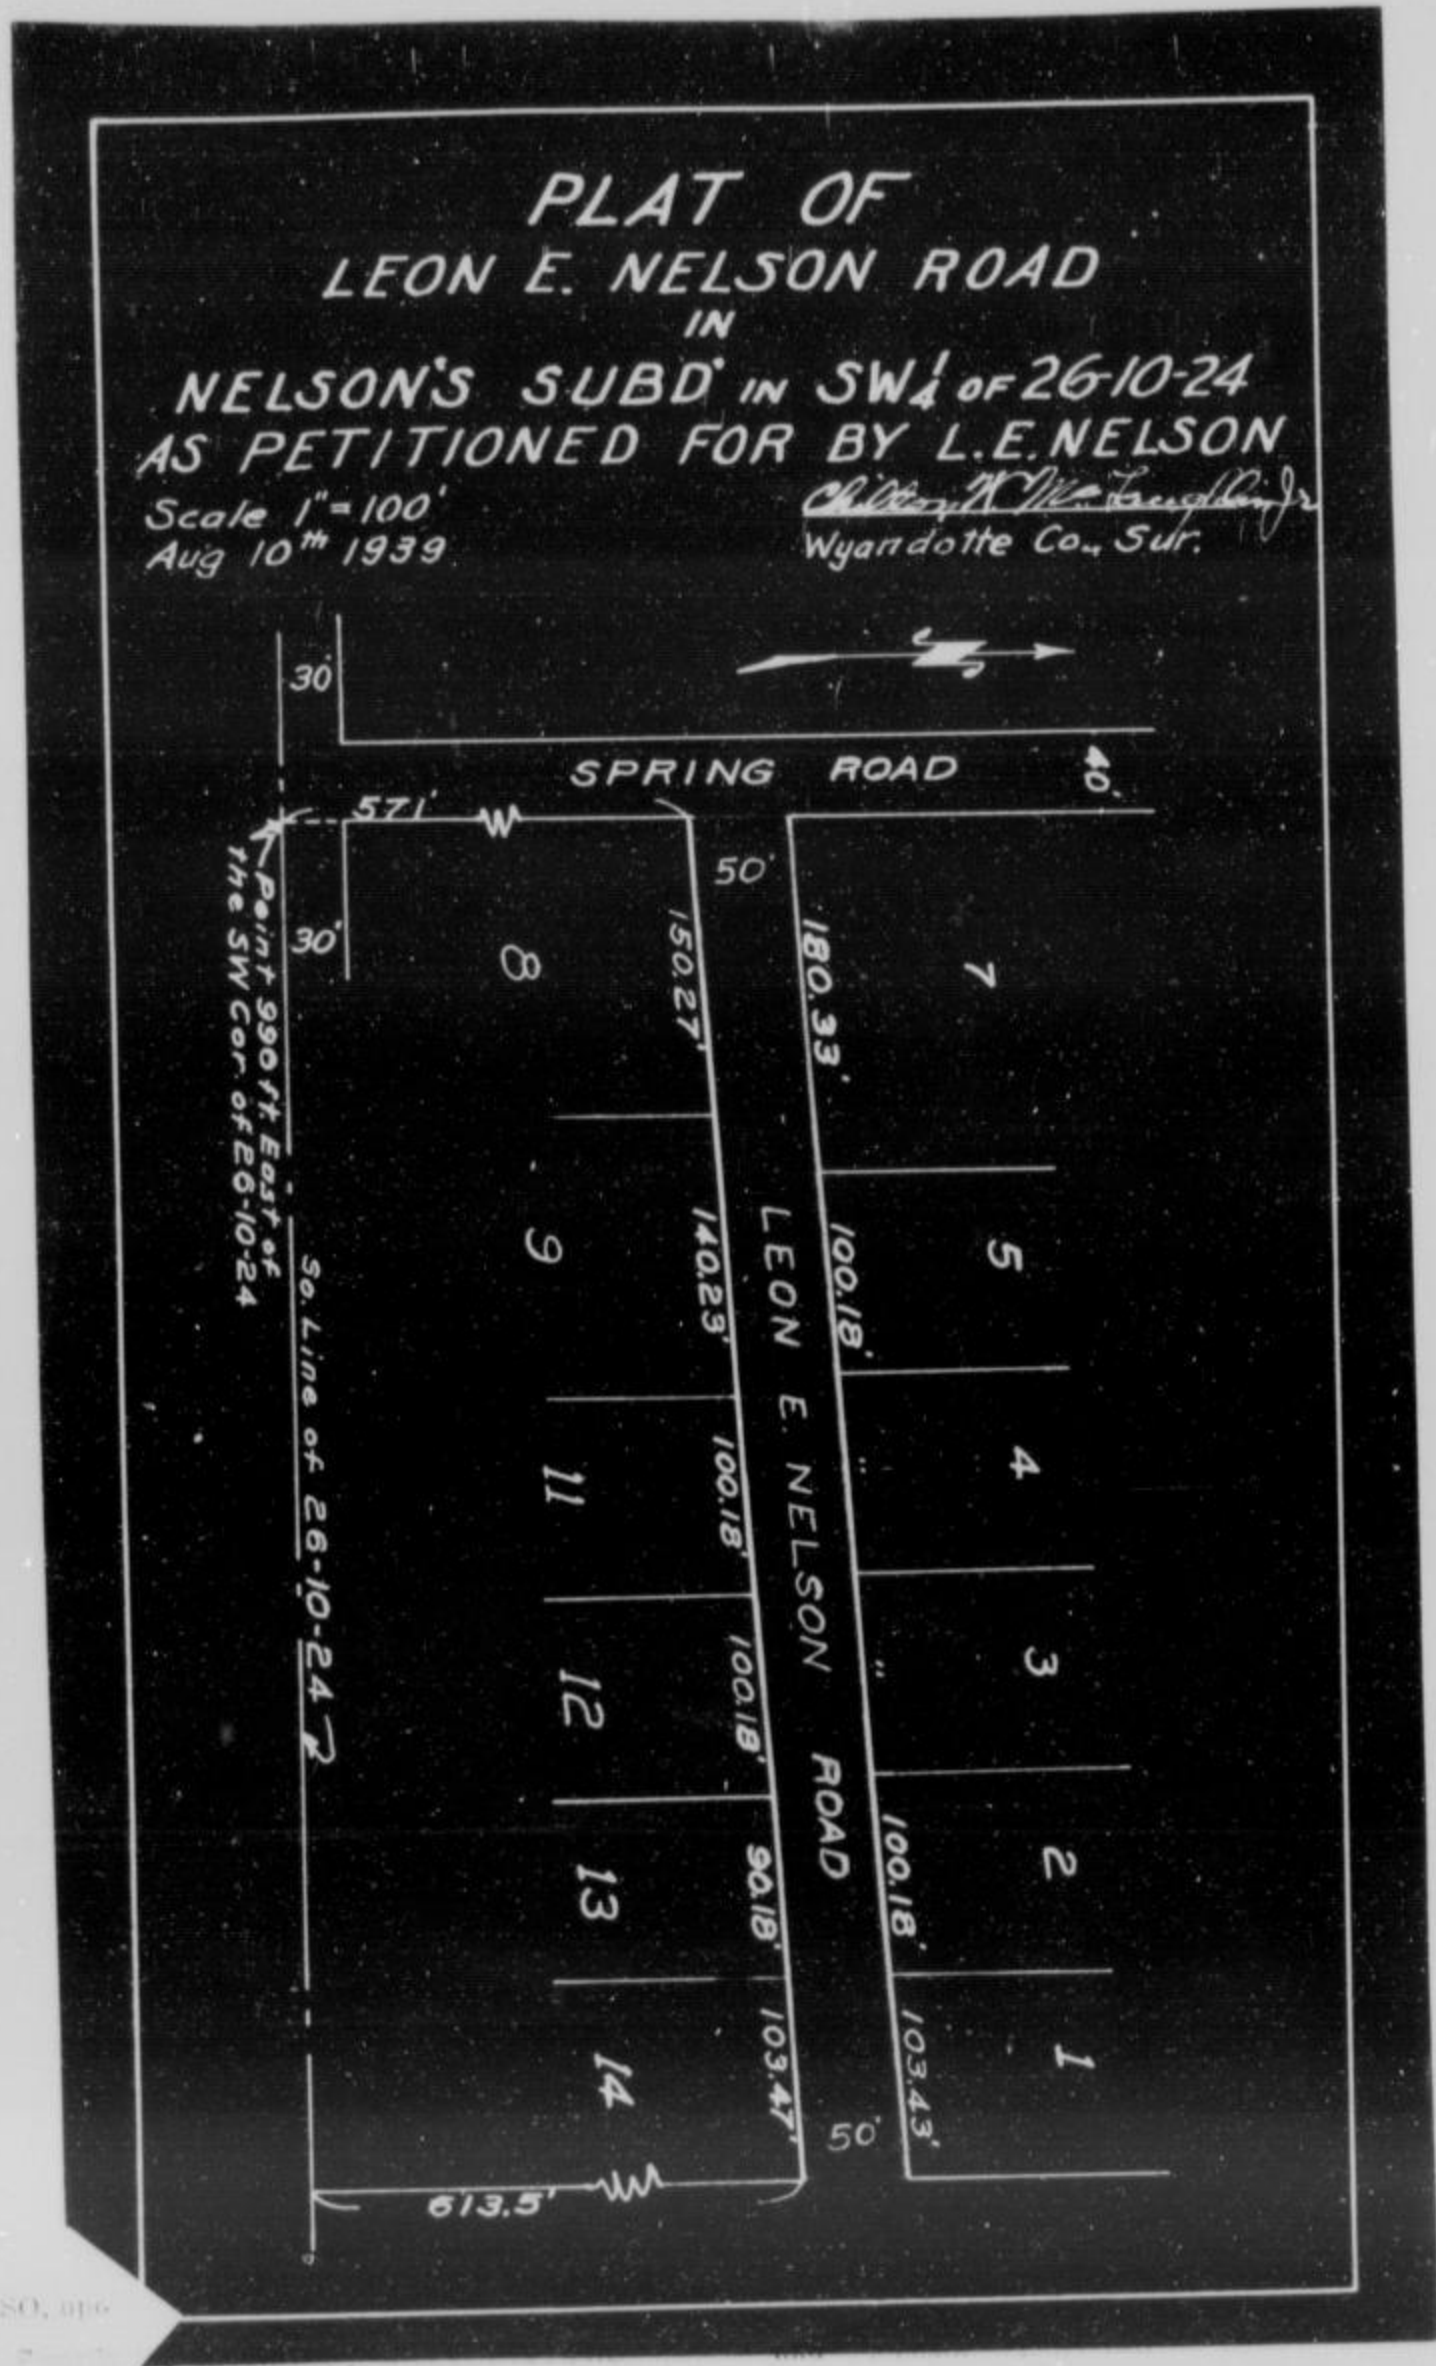 PLAT OF
LEON E. NELSON ROAD
IN
NELSON'S SUBD. IN SW 1/4 OF 26-10-24
AS PETITIONED FOR BY L.E. NELSON
Scale 1"=100'
Aug 10th 1939
Wyandotte Co., Sur.
30'
SPRING ROAD
40'
571'
50'
30'
Point 990 ft. East of
the SW Cor. of 26-10-24
So. Line of 26-10-24
8
150.27'
180.33'
7
9
140.23'
100.18'
5
11
100.18'
"
4
12
100.18'
"
3
13
90.18'
100.18'
2
14
103.47'
103.43'
1
LEON E. NELSON ROAD
50'
613.5'